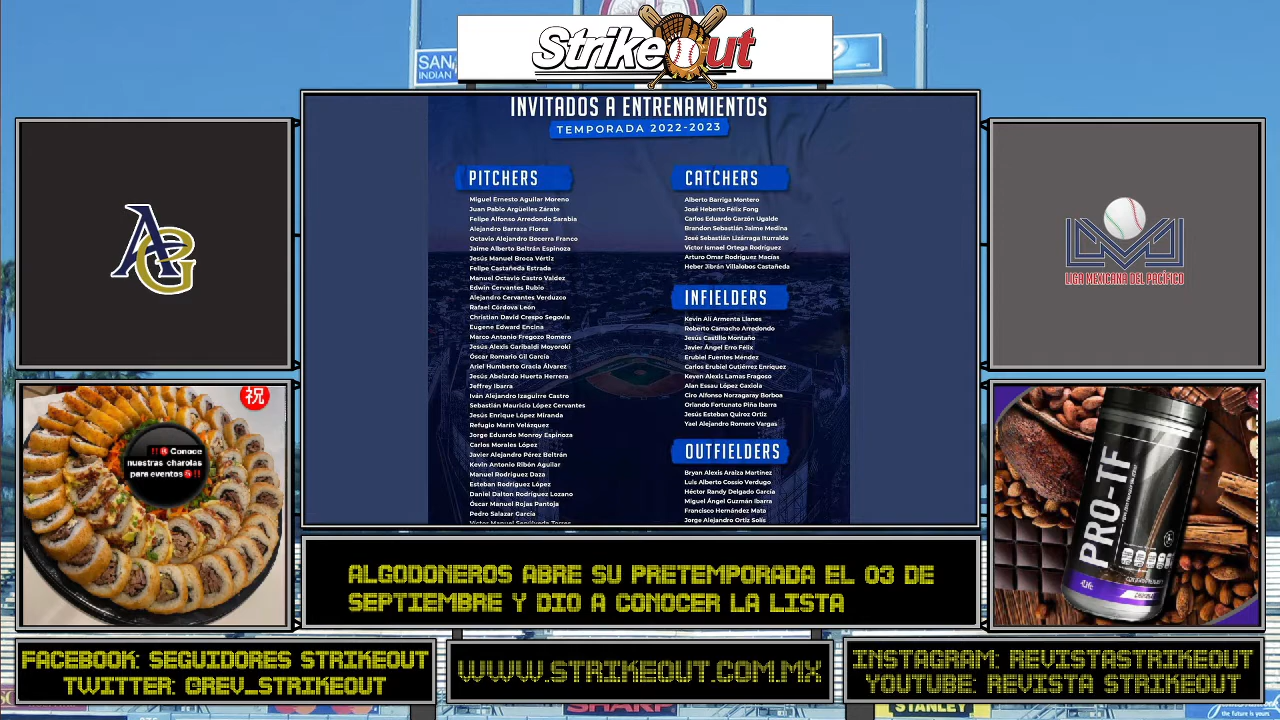 StrikeOut
SAN
INDIAN
INVITADOS A ENTRENAMIENTOS
TEMPORADA 2022-2023
PITCHERS
Miguel Ernesto Aguilar Moreno
Juan Pablo Argüelles Zárate
Felipe Alfonso Arredondo Sarabia
Alejandro Barraza Flores
Octavio Alejandro Becerra Franco
Jaime Alberto Beltrán Espinoza
Jesús Manuel Broca Vértiz
Felipe Castañeda Estrada
Manuel Octavio Castro Valdez
Edwin Cervantes Rubio
Alejandro Cervantes Verduzco
Rafael Córdova León
Christian David Crespo Segovia
Eugene Edward Encina
Marco Antonio Fregozo Romero
Jesús Alexis Garibaldi Moyoroki
Óscar Romario Gil García
Ariel Humberto Gracia Álvarez
Jesús Abelardo Huerta Herrera
Jeffrey Ibarra
Iván Alejandro Izaguirre Castro
Sebastián Mauricio López Cervantes
Jesús Enrique López Miranda
Refugio Marín Velázquez
Jorge Eduardo Monroy Espinoza
Carlos Morales López
Javier Alejandro Pérez Beltrán
Kevin Antonio Ribón Aguilar
Manuel Rodríguez Daza
Esteban Rodríguez López
Daniel Dalton Rodríguez Lozano
Óscar Manuel Rojas Pantoja
Pedro Salazar García
Víctor Manuel Sepúlveda Torres
CATCHERS
Alberto Barriga Montero
José Heberto Félix Fong
Carlos Eduardo Garzón Ugalde
Brandon Sebastián Jaime Medina
José Sebastián Lizárraga Iturralde
Víctor Ismael Ortega Rodríguez
Arturo Omar Rodríguez Macías
Heber Jibrán Villalobos Castañeda
INFIELDERS
Kevin Alí Armenta Llanes
Roberto Camacho Arredondo
Jesús Castillo Montaño
Javier Ángel Erro Félix
Erubiel Fuentes Méndez
Carlos Erubiel Gutiérrez Enríquez
Keven Alexis Lamas Fragoso
Alan Essau López Gaxiola
Ciro Alfonso Norzagaray Borboa
Orlando Fortunato Piña Ibarra
Jesús Esteban Quiroz Ortiz
Yael Alejandro Romero Vargas
OUTFIELDERS
Bryan Alexis Araiza Martínez
Luis Alberto Cossio Verdugo
Héctor Randy Delgado García
Miguel Ángel Guzmán Ibarra
Francisco Hernández Mata
Jorge Alejandro Ortiz Solís
AG
LIGA MEXICANA DEL PACÍFICO
祝
‼ Conoce
nuestras charolas
para eventos ‼
PRO-TF
ALGODONEROS ABRE SU PRETEMPORADA EL 03 DE
SEPTIEMBRE Y DIO A CONOCER LA LISTA
FACEBOOK: SEGUIDORES STRIKEOUT
TWITTER: @REV_STRIKEOUT
WWW.STRIKEOUT.COM.MX
INSTAGRAM: REVISTASTRIKEOUT
YOUTUBE: REVISTA STRIKEOUT
SHARP
STANLEY